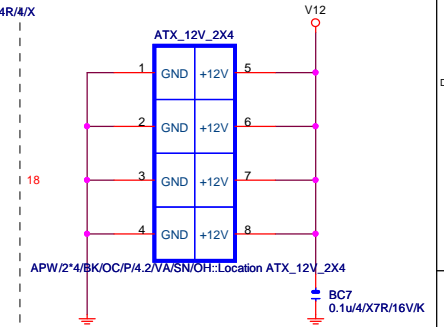 4R/4/X
V12
ATX_12V_2X4
1 GND +12V 5
2 GND +12V 6
18
3 GND +12V 7
4 GND +12V 8
APW/2*4/BK/OC/P/4.2/VA/SN/OH::Location ATX_12V_2X4
BC7
0.1u/4/X7R/16V/K